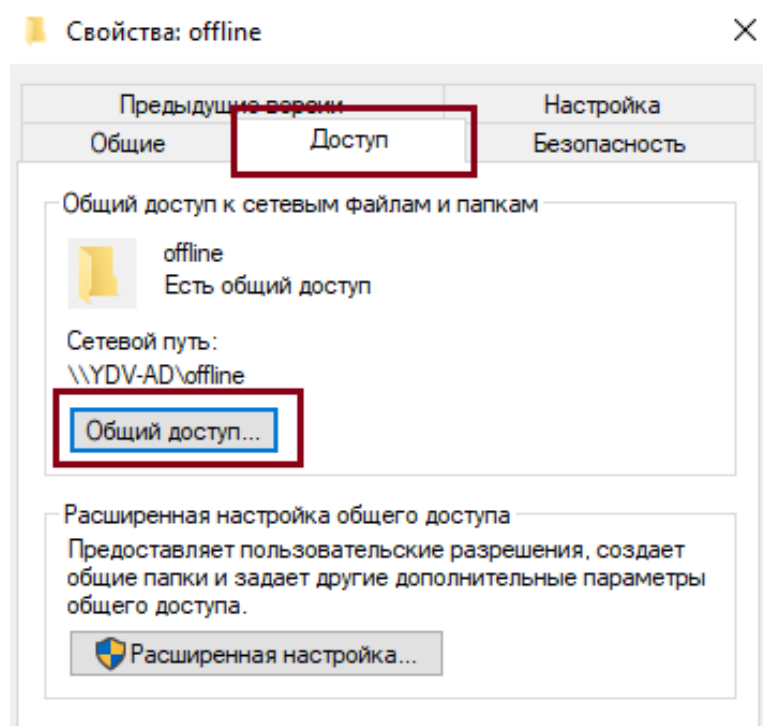 Свойства: offline
Предыдущие версии
Настройка
Общие
Доступ
Безопасность
Общий доступ к сетевым файлам и папкам
offline
Есть общий доступ
Сетевой путь:
\\YDV-AD\offline
Общий доступ...
Расширенная настройка общего доступа
Предоставляет пользовательские разрешения, создает
общие папки и задает другие дополнительные параметры
общего доступа.
Расширенная настройка...